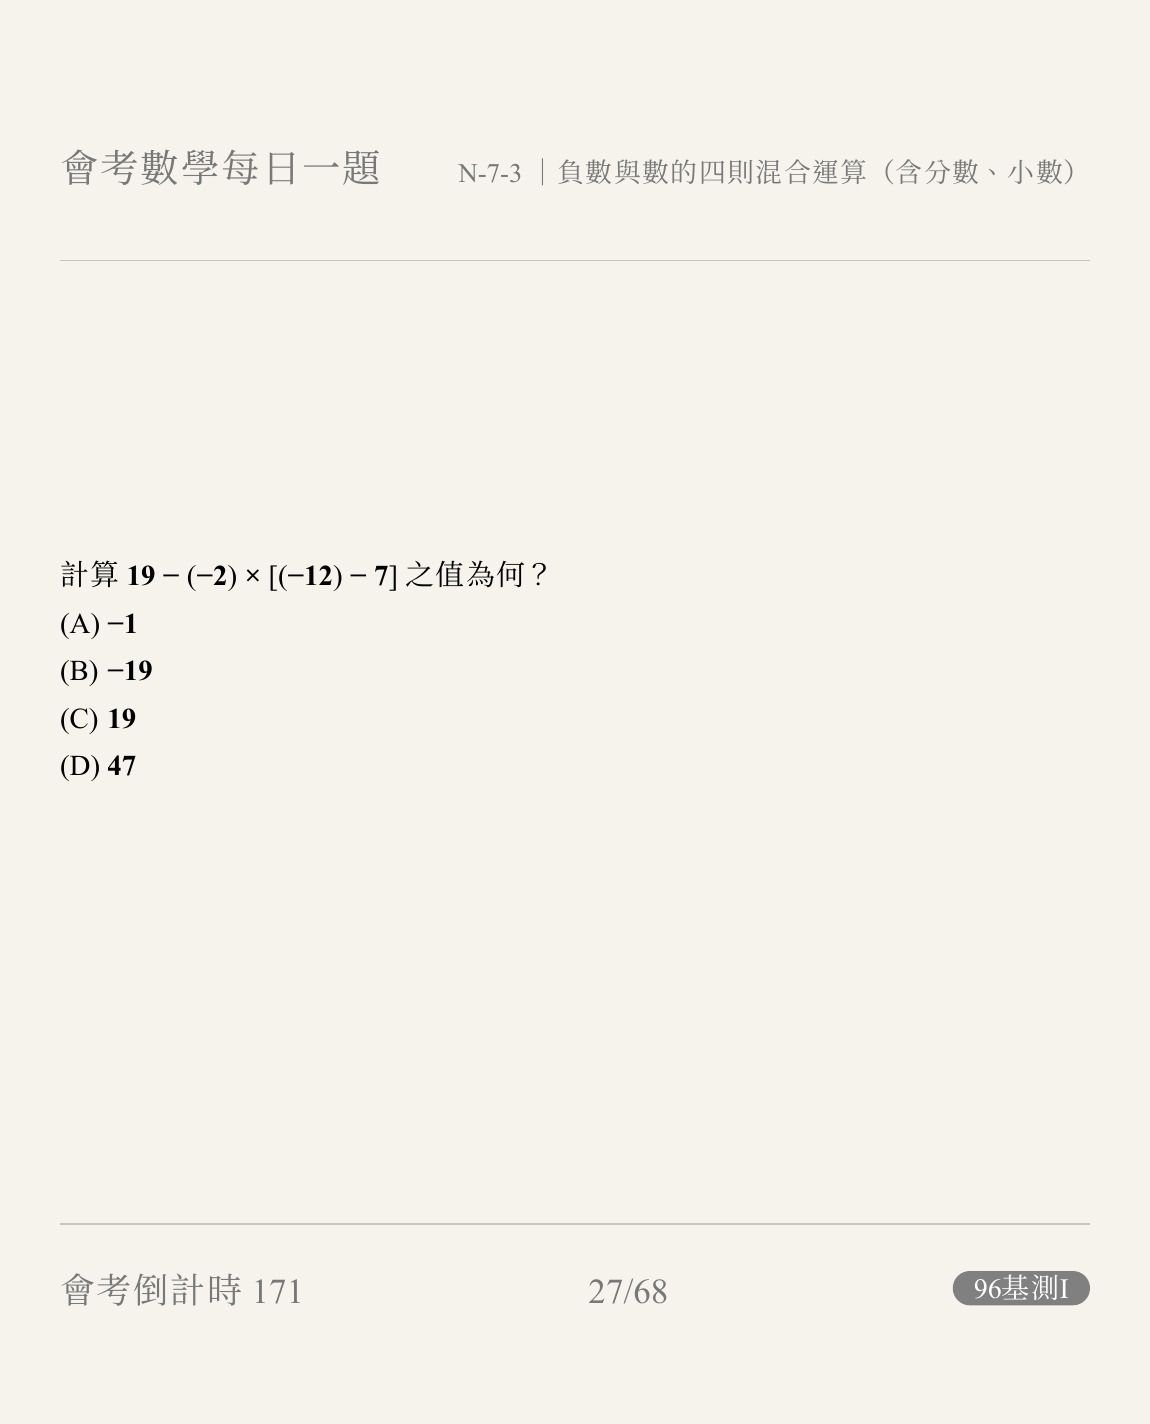 會考數學每日一題
N-7-3｜負數與數的四則混合運算（含分數、小數）
計算 19 − (−2) × [(−12) − 7] 之值為何？
(A) −1
(B) −19
(C) 19
(D) 47
會考倒計時 171
27/68
96基測I